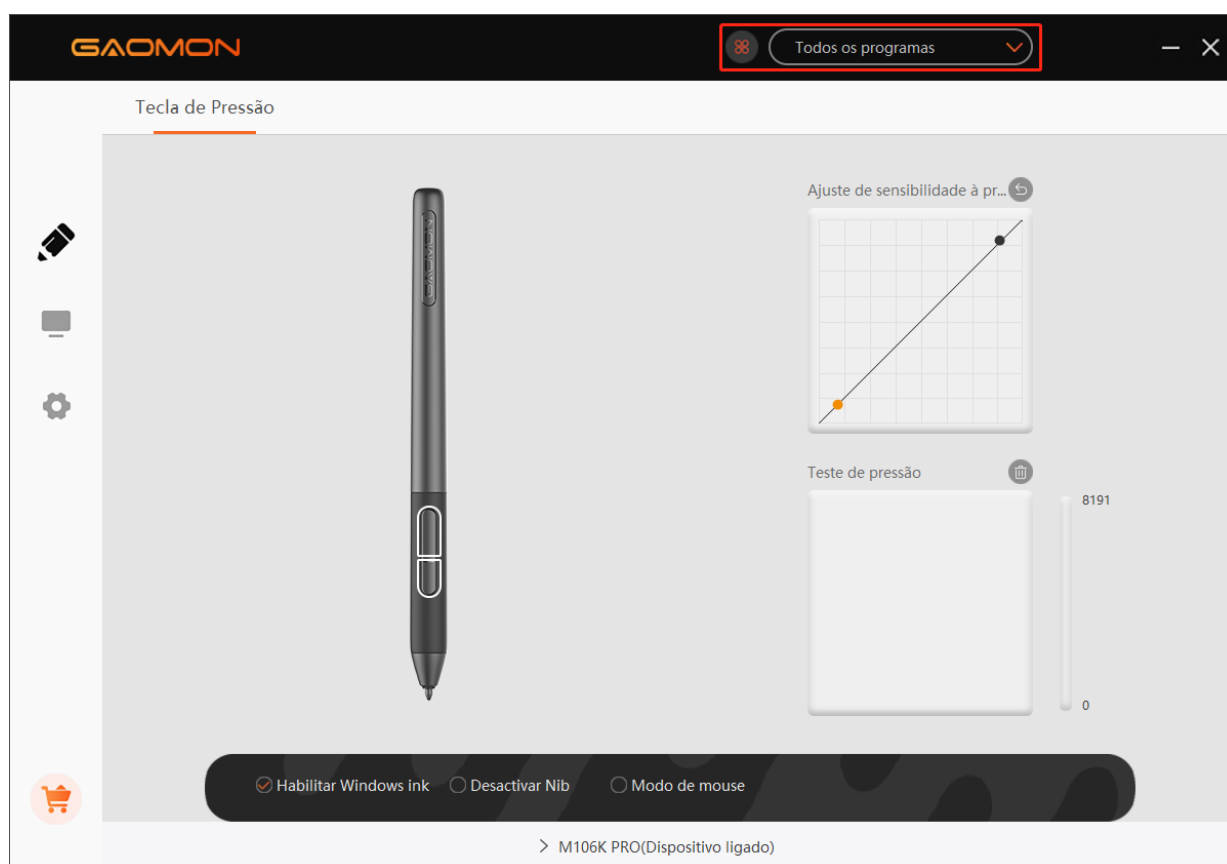 GAOMON
Todos os programas
Tecla de Pressão
GAOMON
Ajuste de sensibilidade à pr...
Teste de pressão
8191
0
Habilitar Windows ink
Desactivar Nib
Modo de mouse
M106K PRO(Dispositivo ligado)